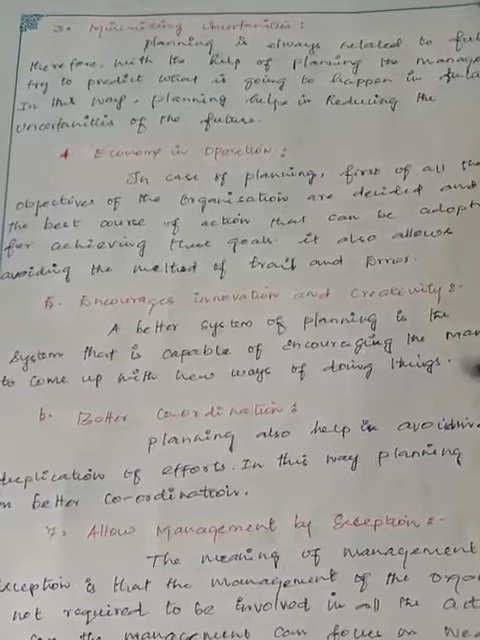 3. Minimising Uncertanities:
planning is always related to fut
therefore, with the help of planning the manage
try to predict what is going to happen in futu
In this way, planning helps in Reducing the
Uncertanities of the future.
4. Economy in Operation:
In case of planning, first of all the
objectives of the Organisation are decided and
the best course of action that can be adopt
for achieving these goals. it also allows
avoiding the method of trail and Error.
5. Encourages innovation and Creativity:-
A better system of planning is the
system that is capable of encouraging the man
to come up with new ways of doing things.
6. Better Co-ordination:
planning also help in avoidin
duplication of efforts. In this way planning
in better co-ordination.
7. Allow Management by Exception:-
The meaning of management
exception is that the management of the orga
not required to be involved in all the act
the management can focus on